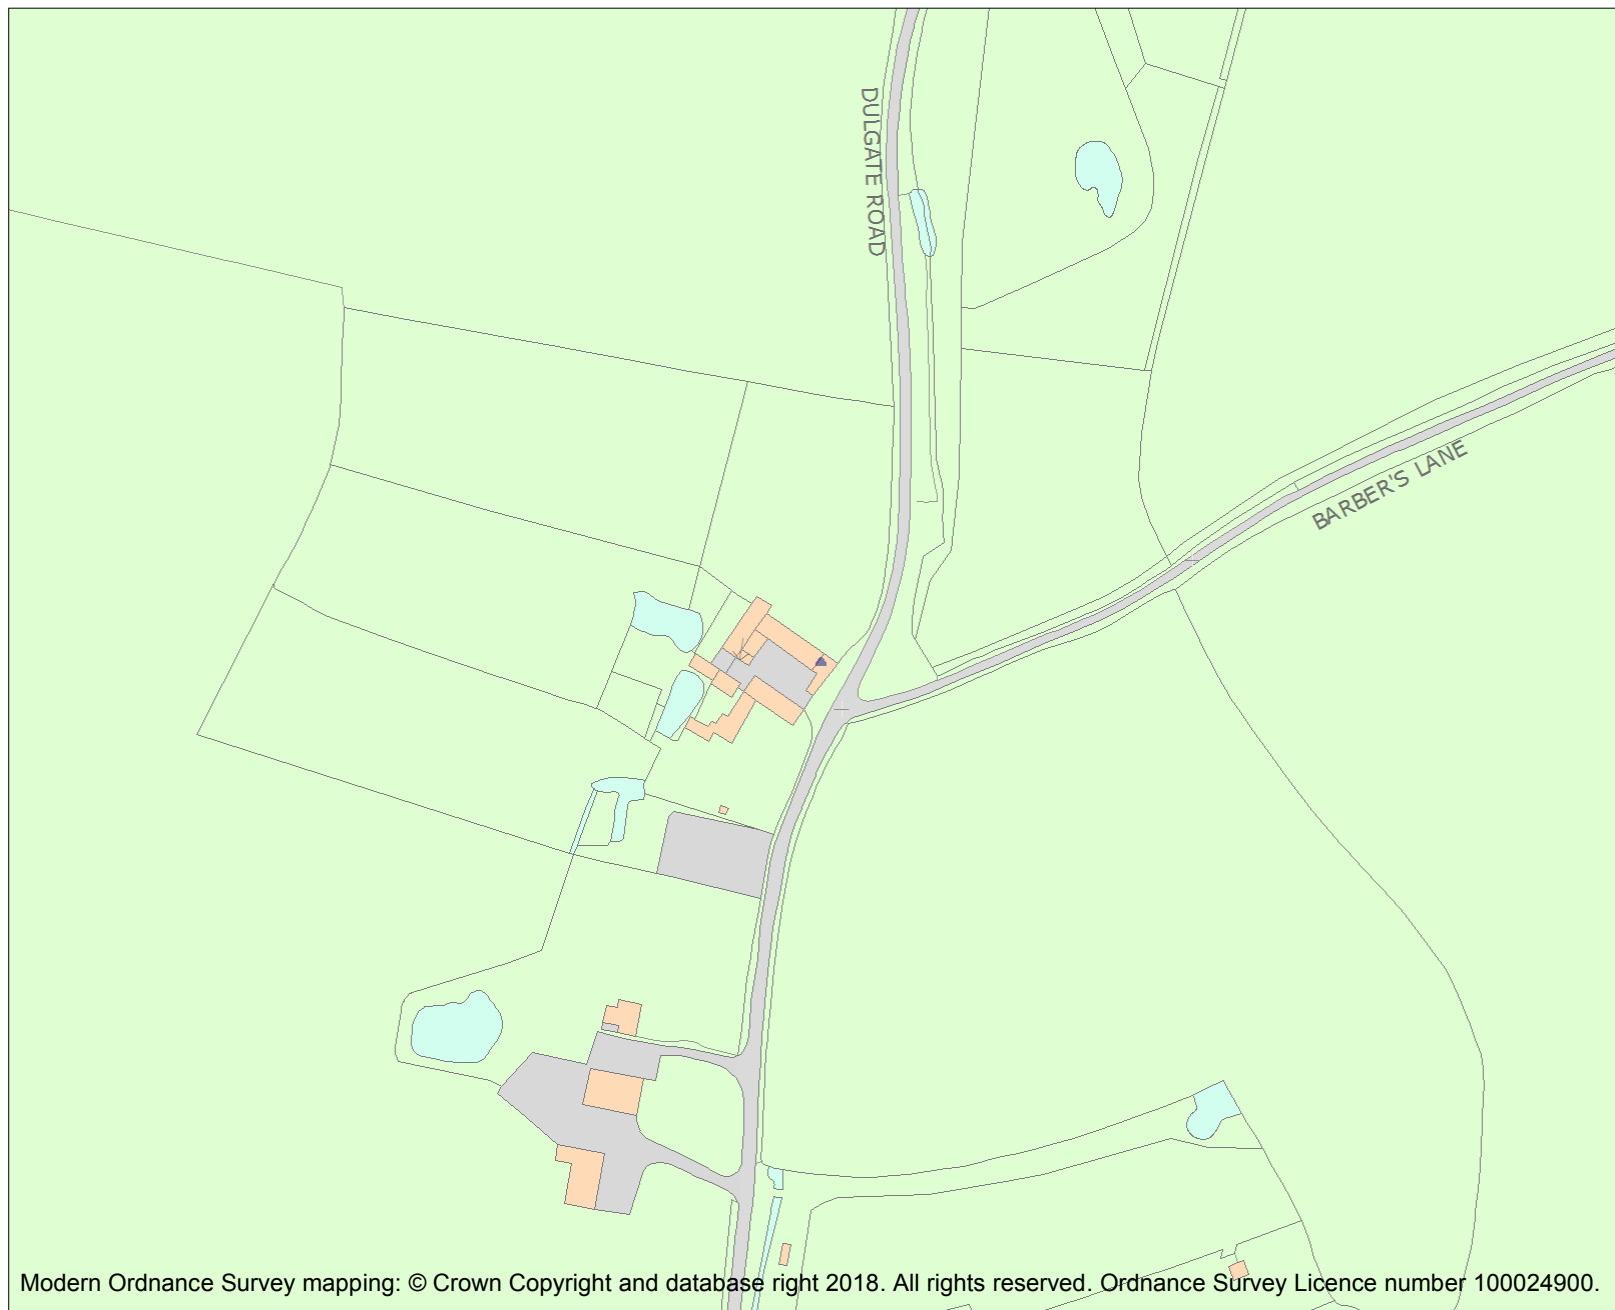 DULGATE ROAD
BARBER'S LANE
Modern Ordnance Survey mapping: © Crown Copyright and database right 2018. All rights reserved. Ordnance Survey Licence number 100024900.